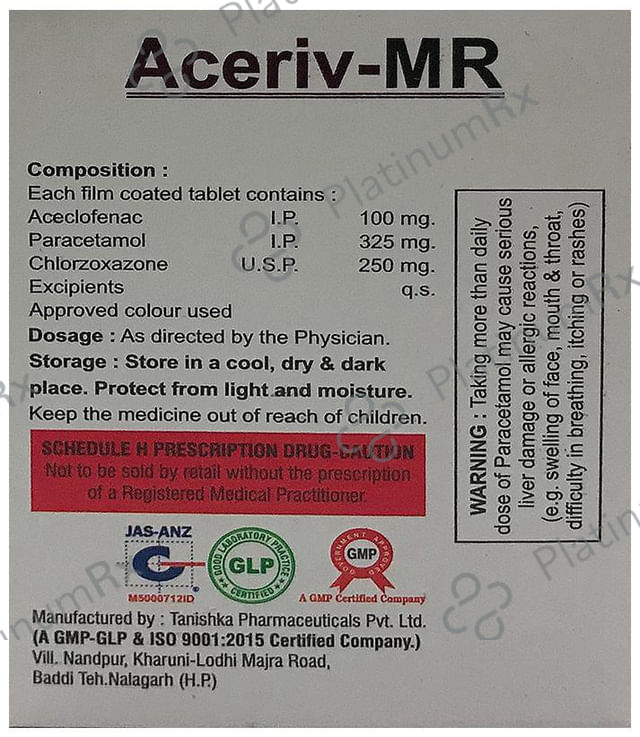 Aceriv-MR
Composition :
Each film coated tablet contains :
Aceclofenac I.P. 100 mg.
Paracetamol I.P. 325 mg.
Chlorzoxazone U.S.P. 250 mg.
Excipients q.s.
Approved colour used
Dosage : As directed by the Physician.
Storage : Store in a cool, dry & dark
place. Protect from light and moisture.
Keep the medicine out of reach of children.
SCHEDULE H PRESCRIPTION DRUG-CAUTION
Not to be sold by retail without the prescription
of a Registered Medical Practitioner.
WARNING : Taking more than daily
dose of Paracetamol may cause serious
liver damage or allergic reactions,
(e.g. swelling of face, mouth & throat,
difficulty in breathing, itching or rashes)
JAS-ANZ
C
M5000712ID
GOOD LABORATORY PRACTICE
GLP
CERTIFIED
GOVERNMENT APPROVED
GMP
A GMP Certified Company
Manufactured by : Tanishka Pharmaceuticals Pvt. Ltd.
(A GMP-GLP & ISO 9001:2015 Certified Company.)
Vill. Nandpur, Kharuni-Lodhi Majra Road,
Baddi Teh.Nalagarh (H.P.)
PlatinumRx
PlatinumRx
PlatinumRx
PlatinumRx
PlatinumRx